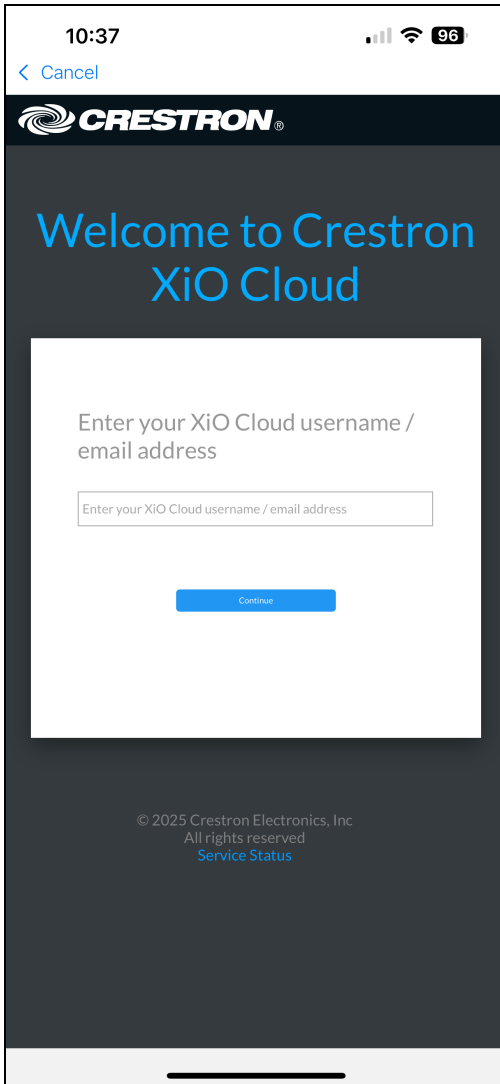 10:37
96
Cancel
CRESTRON®
Welcome to Crestron
XiO Cloud
Enter your XiO Cloud username /
email address
Enter your XiO Cloud username / email address
Continue
© 2025 Crestron Electronics, Inc
All rights reserved
Service Status